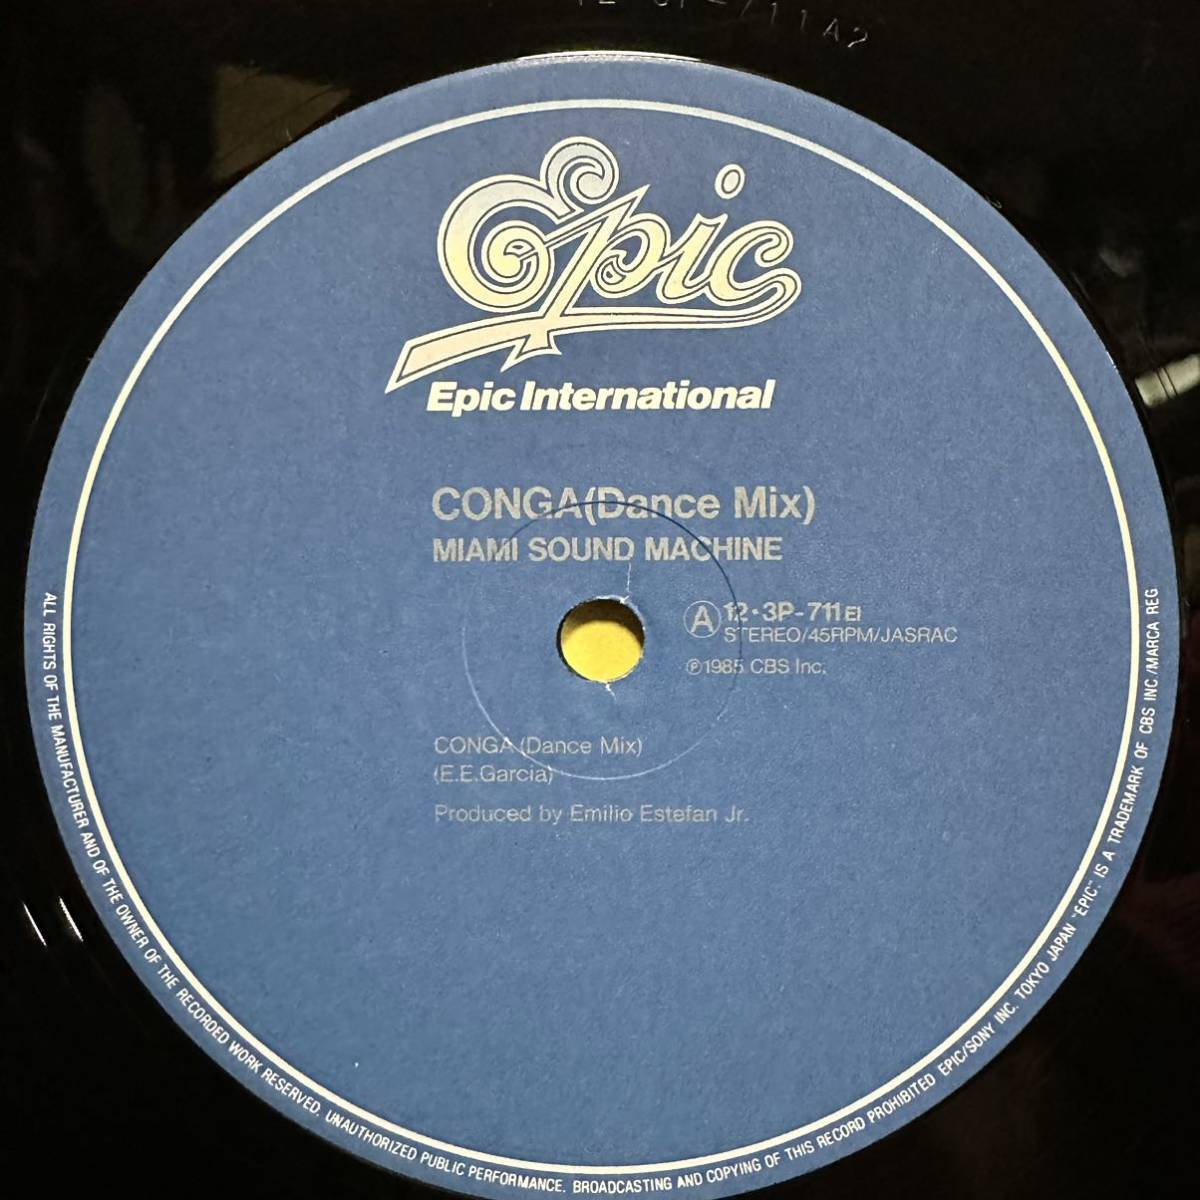 Epic
Epic International
CONGA(Dance Mix)
MIAMI SOUND MACHINE
A 12・3P-711 EI
STEREO/45RPM/JASRAC
℗1985 CBS Inc.
CONGA (Dance Mix)
(E.E.Garcia)
Produced by Emilio Estefan Jr.
ALL RIGHTS OF THE MANUFACTURER AND OF THE OWNER OF THE RECORDED WORK RESERVED. UNAUTHORIZED PUBLIC PERFORMANCE. BROADCASTING AND COPYING OF THIS RECORD PROHIBITED EPIC/SONY INC. TOKYO JAPAN "EPIC". IS A TRADEMARK OF CBS INC./MARCA REG.